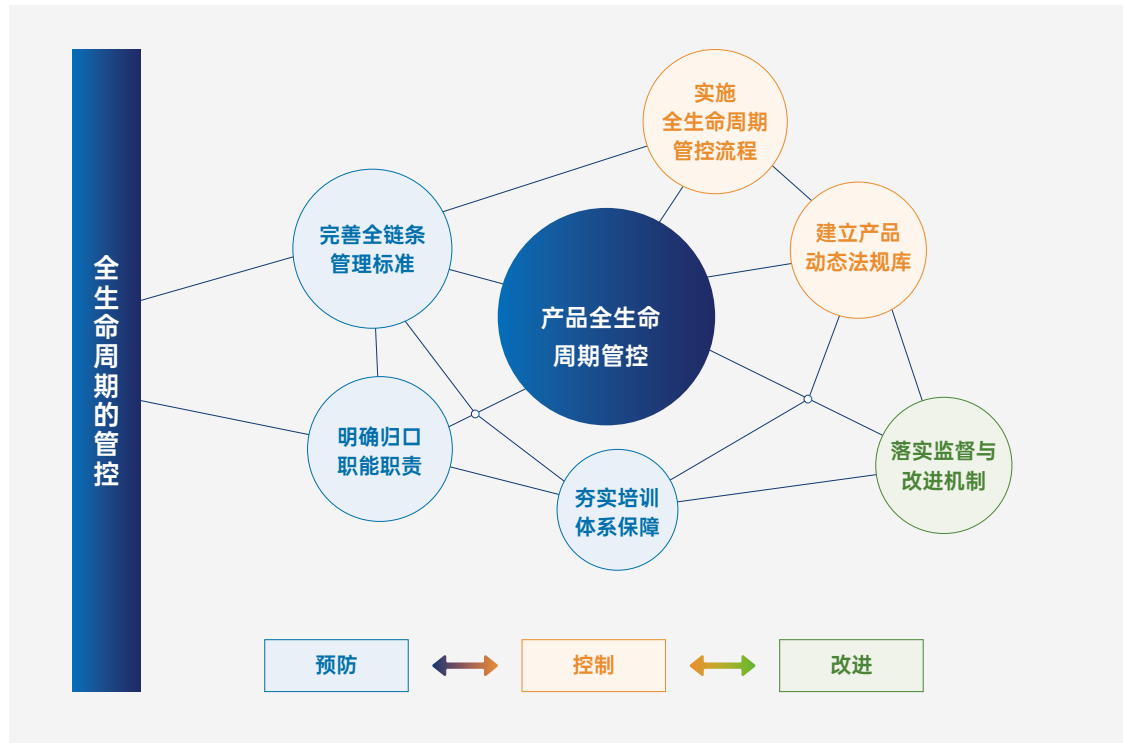 全生命周期的管控
实施
全生命周期
管控流程
完善全链条
管理标准
建立产品
动态法规库
产品全生命
周期管控
明确归口
职能职责
落实监督与
改进机制
夯实培训
体系保障
预防
控制
改进